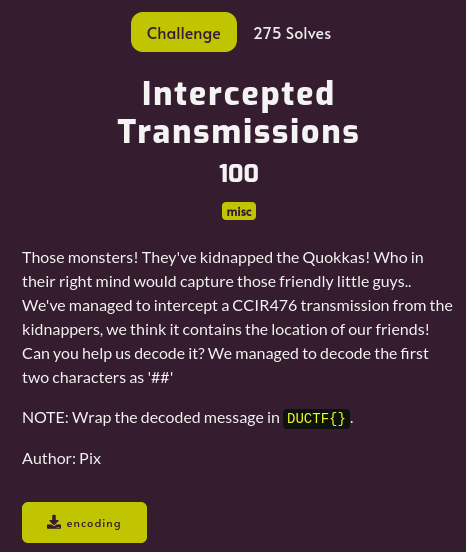 Challenge 275 Solves
Intercepted
Transmissions
100
misc
Those monsters! They've kidnapped the Quokkas! Who in
their right mind would capture those friendly little guys..
We've managed to intercept a CCIR476 transmission from the
kidnappers, we think it contains the location of our friends!
Can you help us decode it? We managed to decode the first
two characters as '##'
NOTE: Wrap the decoded message in DUCTF{}.
Author: Pix
encoding